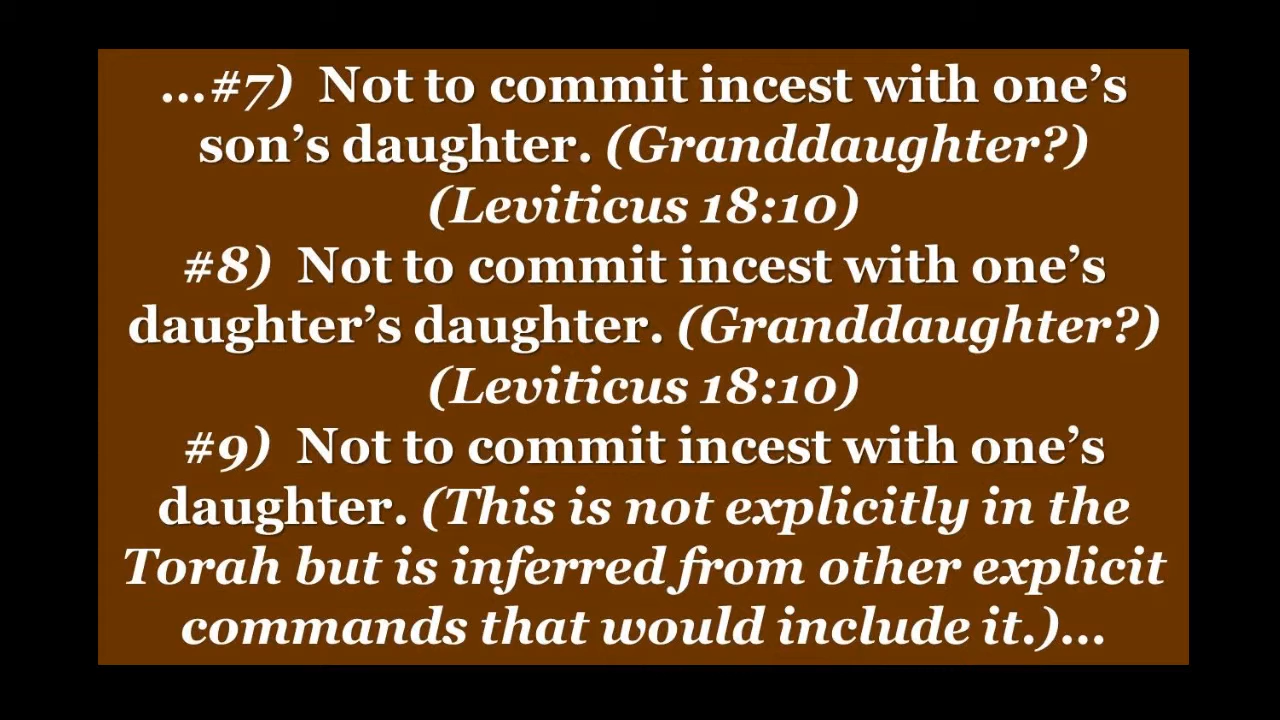 ...#7)  Not to commit incest with one’s
son’s daughter. (Granddaughter?)
(Leviticus 18:10)
#8)  Not to commit incest with one’s
daughter’s daughter. (Granddaughter?)
(Leviticus 18:10)
#9)  Not to commit incest with one’s
daughter. (This is not explicitly in the
Torah but is inferred from other explicit
commands that would include it.)...